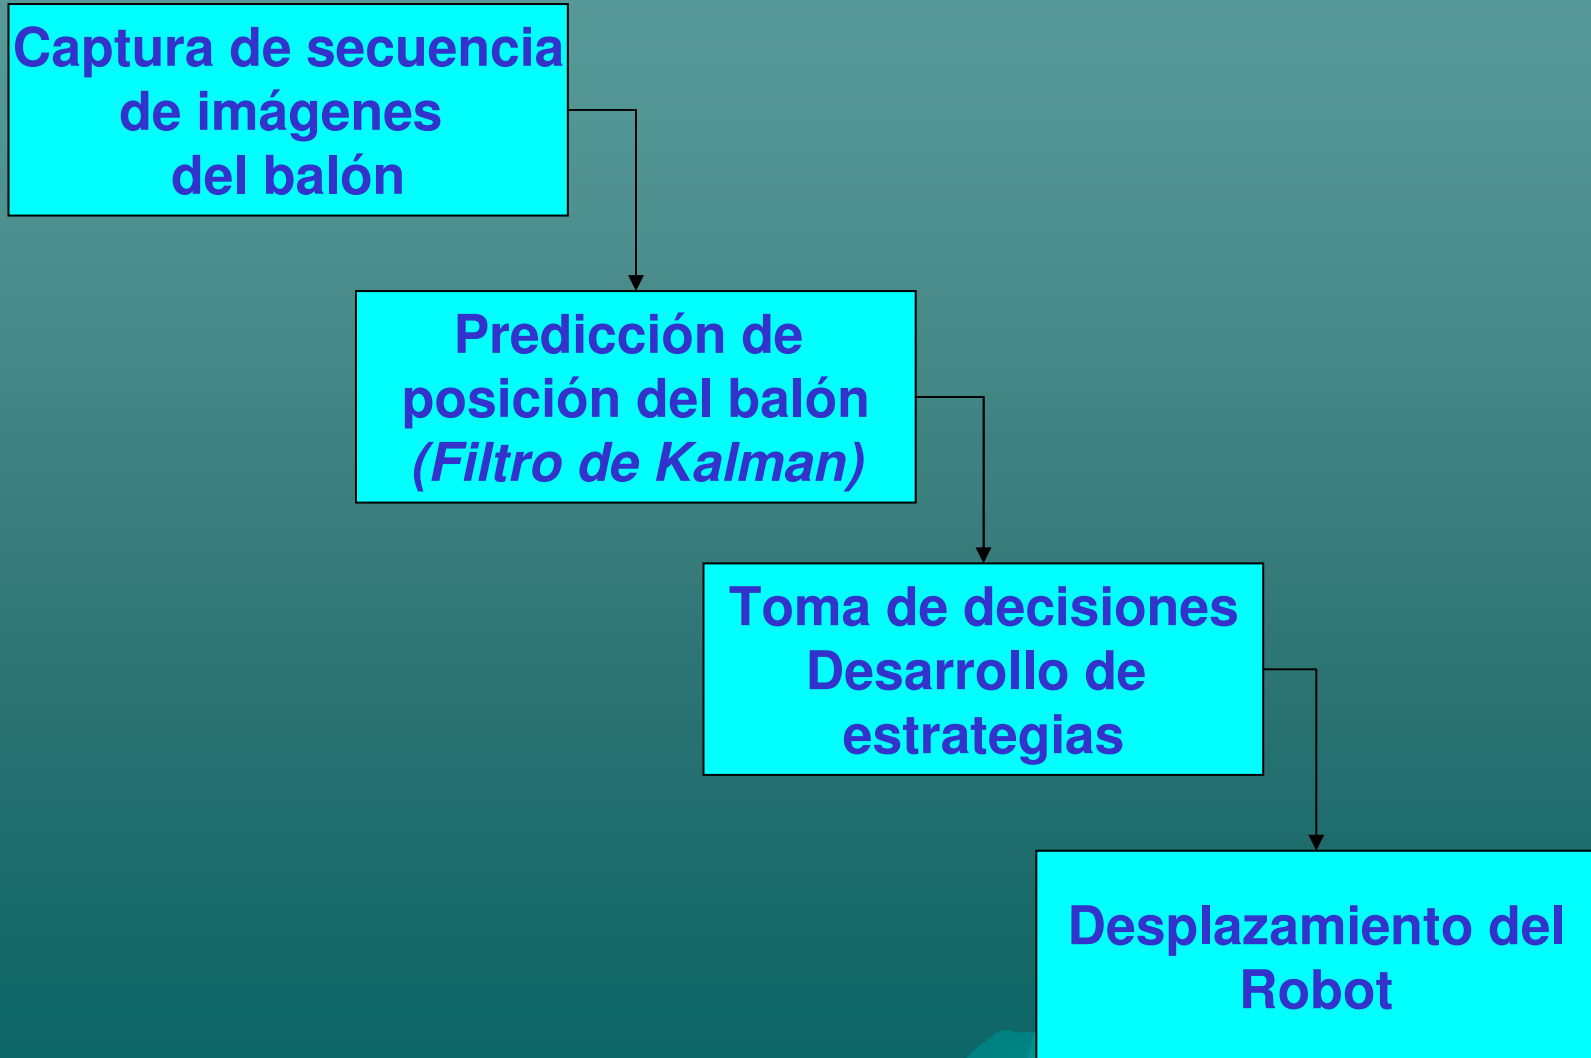 Captura de secuencia
de imágenes
del balón
Predicción de
posición del balón
(Filtro de Kalman)
Toma de decisiones
Desarrollo de
estrategias
Desplazamiento del
Robot